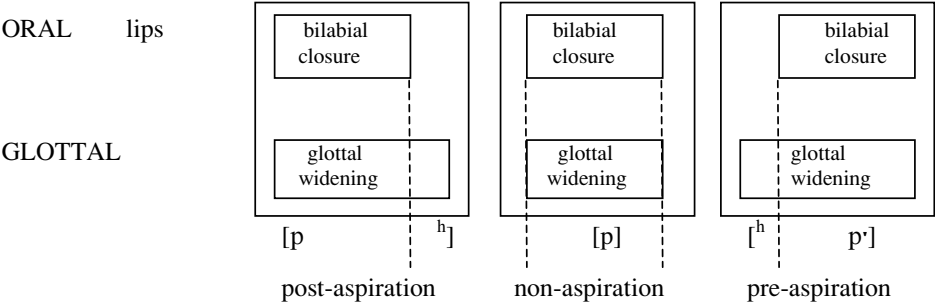 ORAL lips bilabial bilabial bilabial
closure closure closure
GLOTTAL glottal glottal glottal
widening widening widening
[p ʰ] [p] [ʰ pˑ]
post-aspiration non-aspiration pre-aspiration